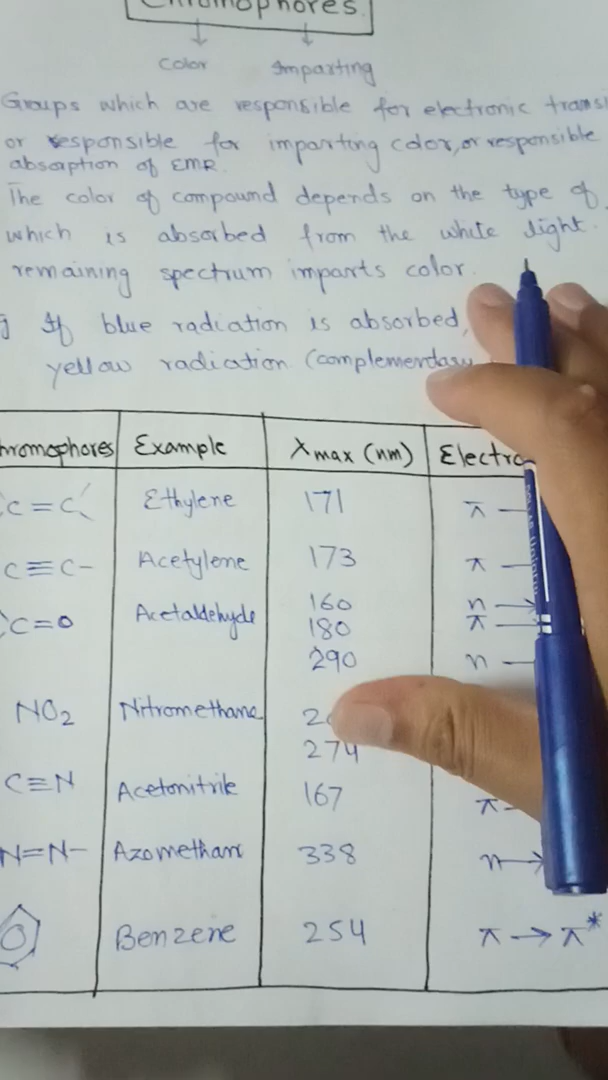 Chromophores
Color Imparting
Groups which are responsible for electronic
or responsible for imparting color, or responsible
absorption of EMR.
The color of compound depends on the type of
which is absorbed from the white light.
remaining spectrum imparts color.
If blue radiation is absorbed,
yellow radiation (complementary
Example λmax (nm)
C=C Ethylene 171 π
C≡C- Acetylene 173 π
C=O Acetaldehyde 160 n→
180 π→
290 n→
NO2 Nitromethane
274
C≡N Acetonitrile 167 π→
N=N- Azomethane 338 n→
Benzene 254 π→π*